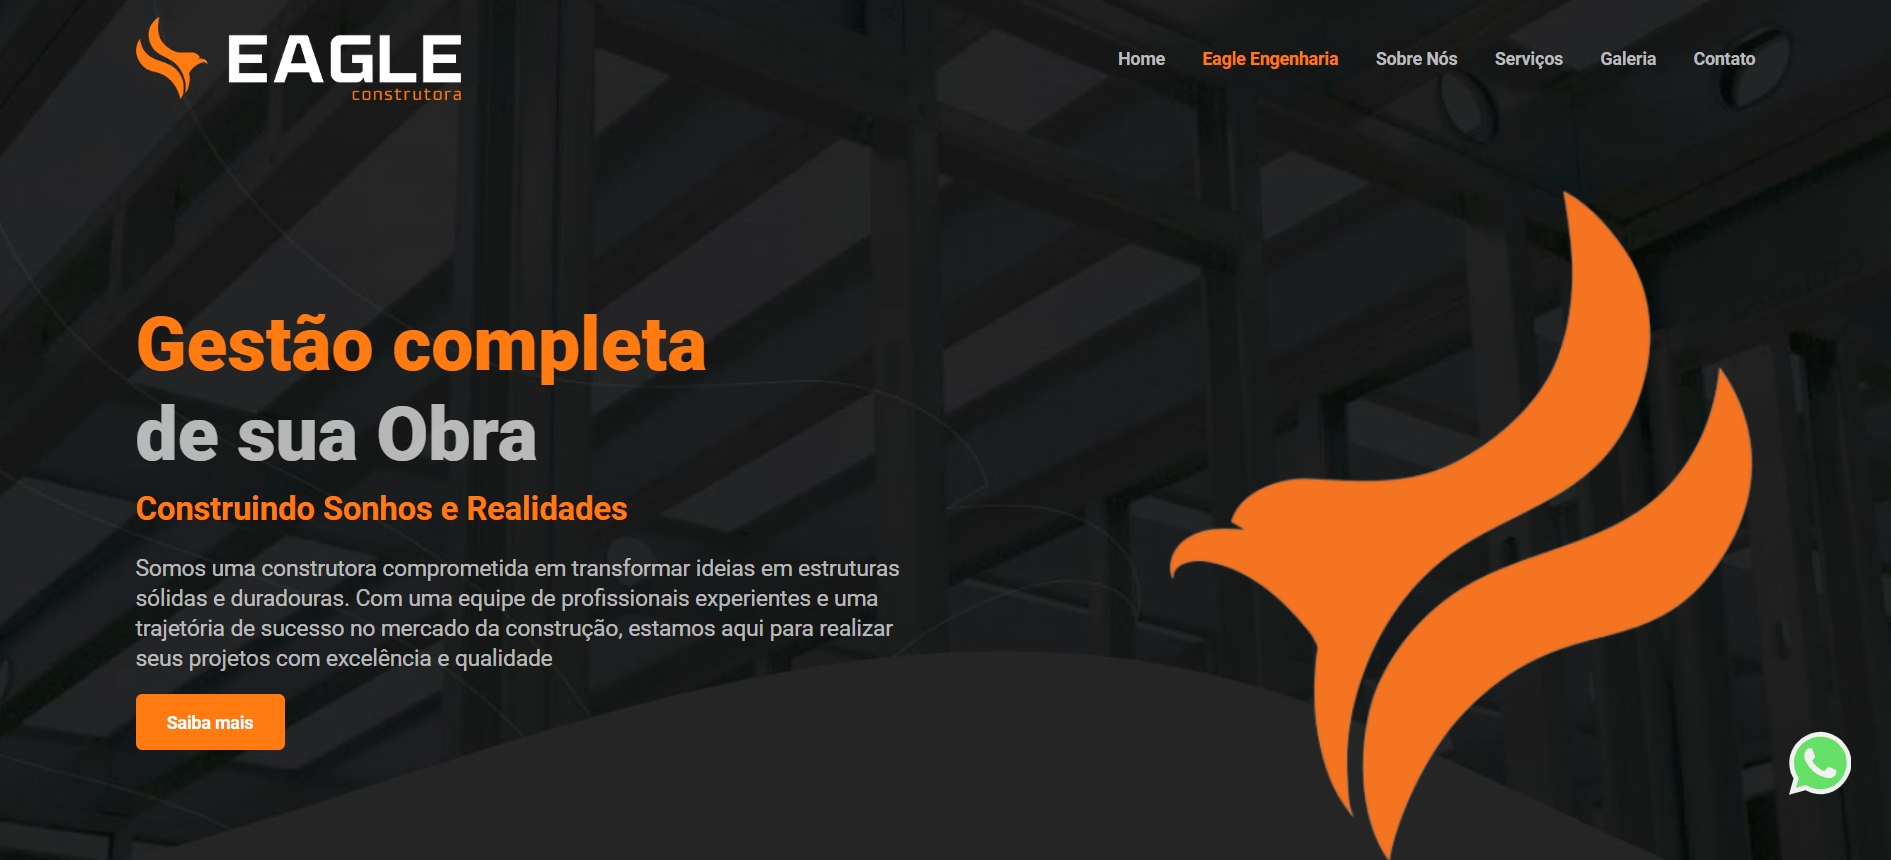 EAGLE
construtora
Home Eagle Engenharia Sobre Nós Serviços Galeria Contato
Gestão completa
de sua Obra
Construindo Sonhos e Realidades
Somos uma construtora comprometida em transformar ideias em estruturas
sólidas e duradouras. Com uma equipe de profissionais experientes e uma
trajetória de sucesso no mercado da construção, estamos aqui para realizar
seus projetos com excelência e qualidade
Saiba mais